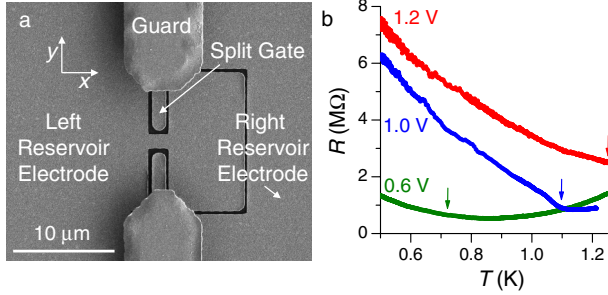 a
Guard
y
x
Split Gate
Left
Reservoir
Electrode
Right
Reservoir
Electrode
10 μm
b
R (MΩ)
8
6
4
2
0
1.2 V
1.0 V
0.6 V
0.6
0.8
1.0
1.2
T (K)